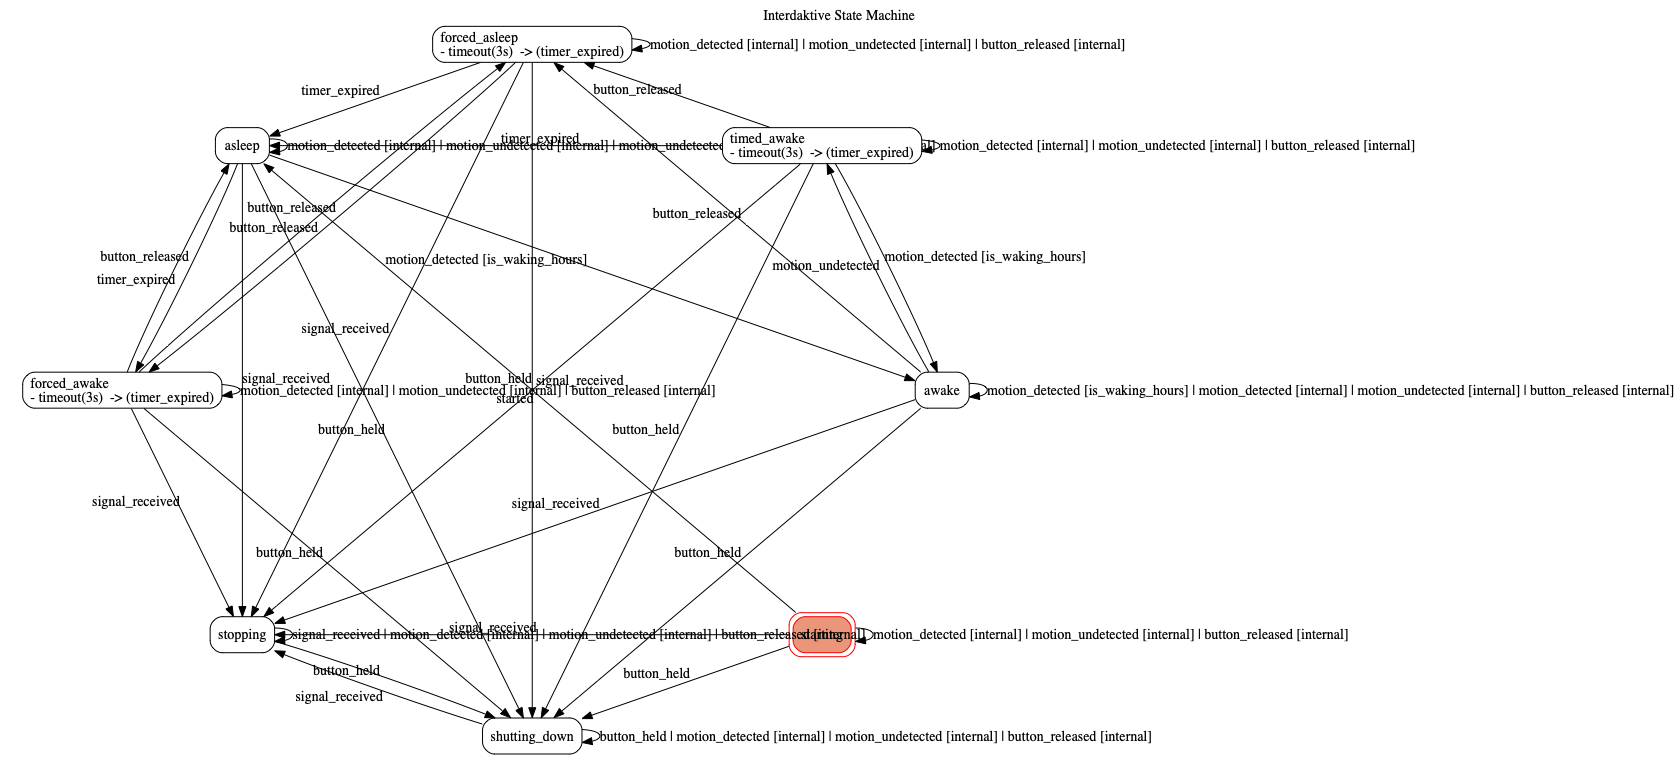 Interdaktive State Machine
forced_asleep
- timeout(3s) -> (timer_expired)
motion_detected [internal] | motion_undetected [internal] | button_released [internal]
timer_expired
button_released
timer_expired
asleep
motion_detected [internal] | motion_undetected [internal] | motion_undetected
timed_awake
- timeout(3s) -> (timer_expired)
motion_detected [internal] | motion_undetected [internal] | button_released [internal]
button_released
button_released
button_released
button_released
motion_detected [is_waking_hours]
motion_detected [is_waking_hours]
motion_undetected
timer_expired
signal_received
signal_received
button_held
signal_received
forced_awake
- timeout(3s) -> (timer_expired)
motion_detected [internal] | motion_undetected [internal] | button_released [internal]
started
awake
motion_detected [is_waking_hours] | motion_detected [internal] | motion_undetected [internal] | button_released [internal]
button_held
button_held
signal_received
signal_received
button_held
button_held
signal_received
stopping
signal_received | motion_detected [internal] | motion_undetected [internal] | button_released [internal]
starting
motion_detected [internal] | motion_undetected [internal] | button_released [internal]
button_held
button_held
signal_received
shutting_down
button_held | motion_detected [internal] | motion_undetected [internal] | button_released [internal]